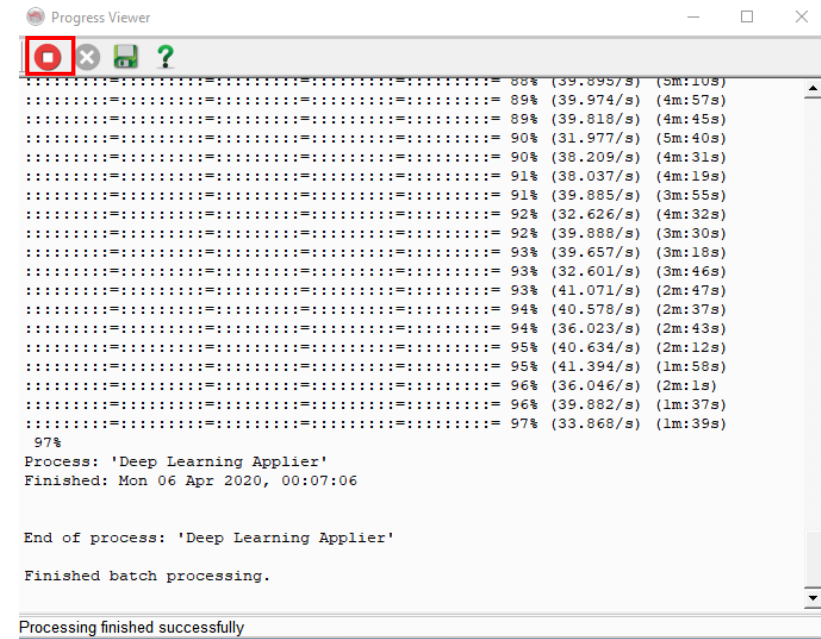 Progress Viewer
:::::::::=:::::::::=:::::::::=:::::::::=:::::::::= 88% (39.895/s) (5m:10s)
:::::::::=:::::::::=:::::::::=:::::::::=:::::::::= 89% (39.974/s) (4m:57s)
:::::::::=:::::::::=:::::::::=:::::::::=:::::::::= 89% (39.818/s) (4m:45s)
:::::::::=:::::::::=:::::::::=:::::::::=:::::::::= 90% (31.977/s) (5m:40s)
:::::::::=:::::::::=:::::::::=:::::::::=:::::::::= 90% (38.209/s) (4m:31s)
:::::::::=:::::::::=:::::::::=:::::::::=:::::::::= 91% (38.037/s) (4m:19s)
:::::::::=:::::::::=:::::::::=:::::::::=:::::::::= 91% (39.885/s) (3m:55s)
:::::::::=:::::::::=:::::::::=:::::::::=:::::::::= 92% (32.626/s) (4m:32s)
:::::::::=:::::::::=:::::::::=:::::::::=:::::::::= 92% (39.888/s) (3m:30s)
:::::::::=:::::::::=:::::::::=:::::::::=:::::::::= 93% (39.657/s) (3m:18s)
:::::::::=:::::::::=:::::::::=:::::::::=:::::::::= 93% (32.601/s) (3m:46s)
:::::::::=:::::::::=:::::::::=:::::::::=:::::::::= 93% (41.071/s) (2m:47s)
:::::::::=:::::::::=:::::::::=:::::::::=:::::::::= 94% (40.578/s) (2m:37s)
:::::::::=:::::::::=:::::::::=:::::::::=:::::::::= 94% (36.023/s) (2m:43s)
:::::::::=:::::::::=:::::::::=:::::::::=:::::::::= 95% (40.634/s) (2m:12s)
:::::::::=:::::::::=:::::::::=:::::::::=:::::::::= 95% (41.394/s) (1m:58s)
:::::::::=:::::::::=:::::::::=:::::::::=:::::::::= 96% (36.046/s) (2m:1s)
:::::::::=:::::::::=:::::::::=:::::::::=:::::::::= 96% (39.882/s) (1m:37s)
:::::::::=:::::::::=:::::::::=:::::::::=:::::::::= 97% (33.868/s) (1m:39s)
97%
Process: 'Deep Learning Applier'
Finished: Mon 06 Apr 2020, 00:07:06
End of process: 'Deep Learning Applier'
Finished batch processing.
Processing finished successfully